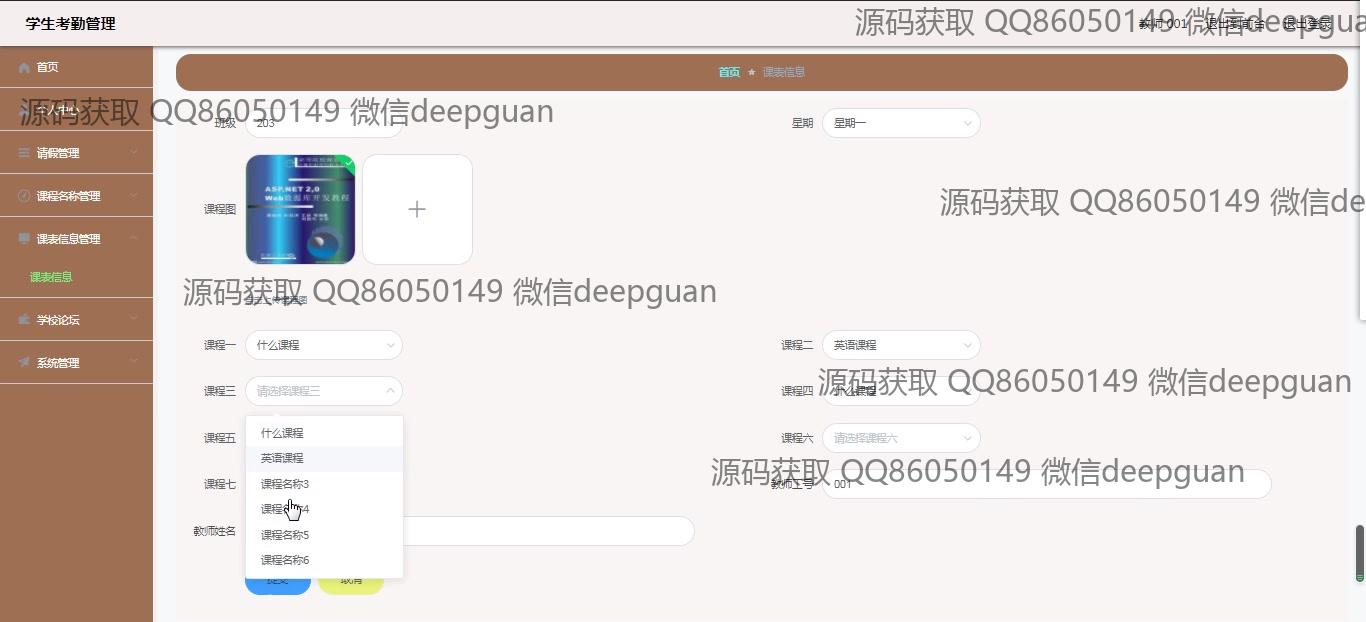 学生考勤管理
教师 001 退出到前台 退出登录
源码获取 QQ86050149 微信deepgua
首页
个人中心
请假管理
课程名称管理
课表信息管理
课表信息
学校论坛
系统管理
首页 ★ 课表信息
源码获取 QQ86050149 微信deepguan
班级 203
星期 星期一
课程图
ASP.NET 2.0
Web数据库开发教程
源码获取 QQ86050149 微信de
源码获取 QQ86050149 微信deepguan
点击上传课程图
课程一 什么课程
课程二 英语课程
课程三 请选择课程三
课程四 什么课程
源码获取 QQ86050149 微信deepguan
什么课程
英语课程
课程名称3
课程名称4
课程名称5
课程名称6
课程五
课程六 请选择课程六
源码获取 QQ86050149 微信deepguan
课程七
教师工号 001
教师姓名
提交 取消